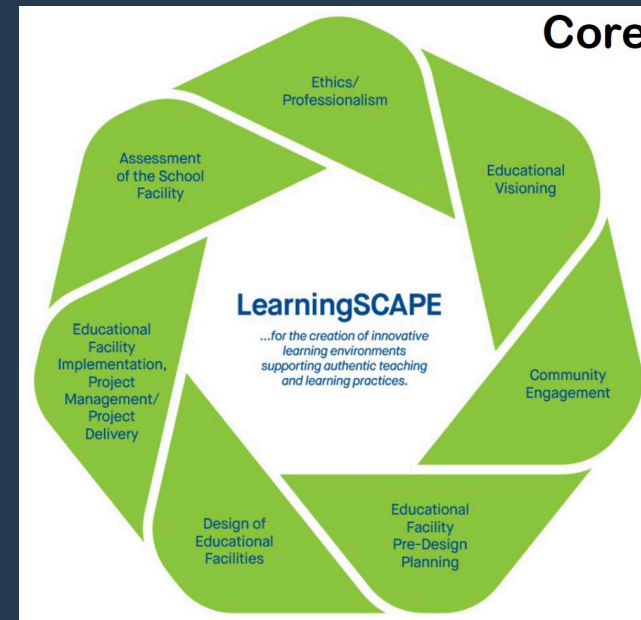 Core
Ethics/
Professionalism
Educational
Visioning
Community
Engagement
Educational
Facility
Pre-Design
Planning
Design of
Educational
Facilities
Educational
Facility
Implementation,
Project
Management/
Project
Delivery
Assessment
of the School
Facility
LearningSCAPE
...for the creation of innovative
learning environments
supporting authentic teaching
and learning practices.